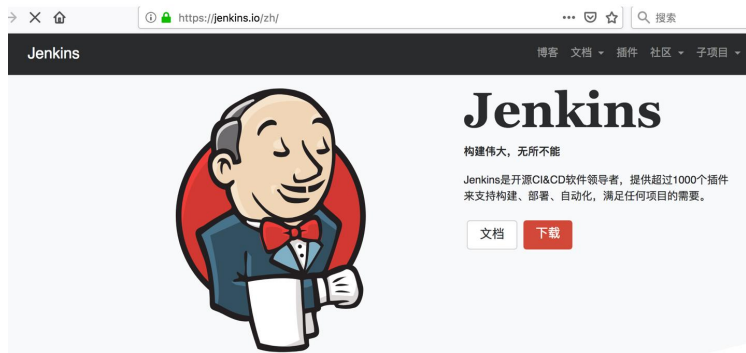 https://jenkins.io/zh/
搜索
Jenkins
博客 文档 插件 社区 子项目
Jenkins
构建伟大，无所不能
Jenkins是开源CI&CD软件领导者，提供超过1000个插件
来支持构建、部署、自动化，满足任何项目的需要。
文档 下载